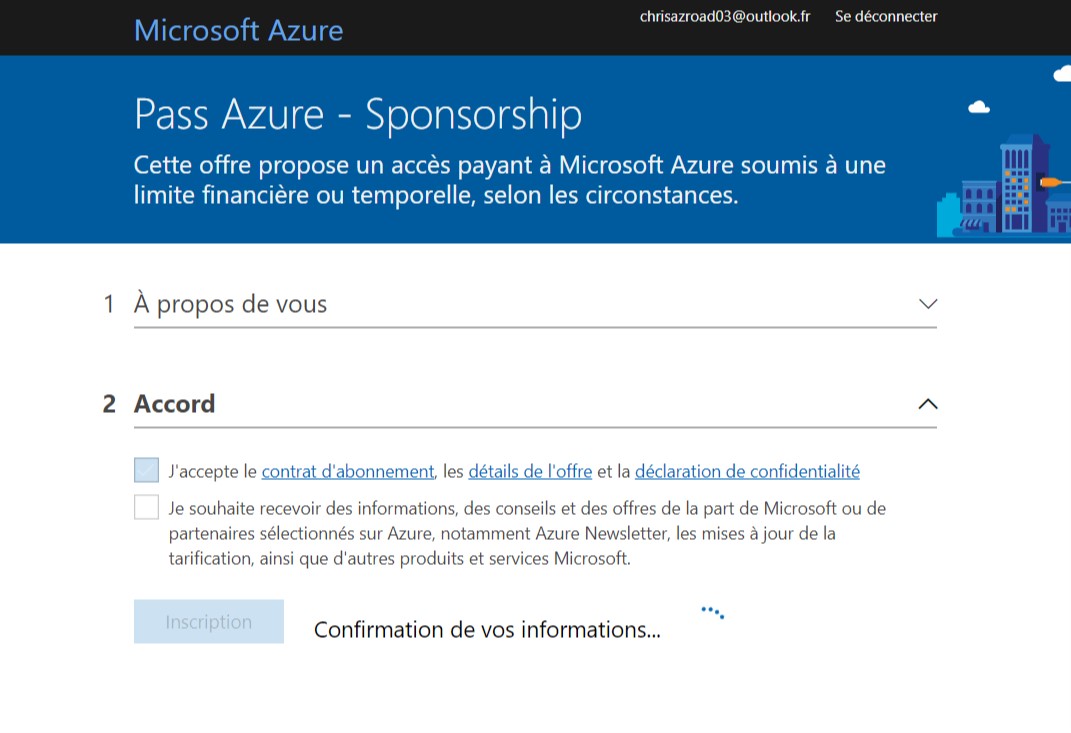 Microsoft Azure
chrisazroad03@outlook.fr Se déconnecter
Pass Azure - Sponsorship
Cette offre propose un accès payant à Microsoft Azure soumis à une
limite financière ou temporelle, selon les circonstances.
1 À propos de vous
2 Accord
J'accepte le contrat d'abonnement, les détails de l'offre et la déclaration de confidentialité
Je souhaite recevoir des informations, des conseils et des offres de la part de Microsoft ou de
partenaires sélectionnés sur Azure, notamment Azure Newsletter, les mises à jour de la
tarification, ainsi que d'autres produits et services Microsoft.
Inscription
Confirmation de vos informations...